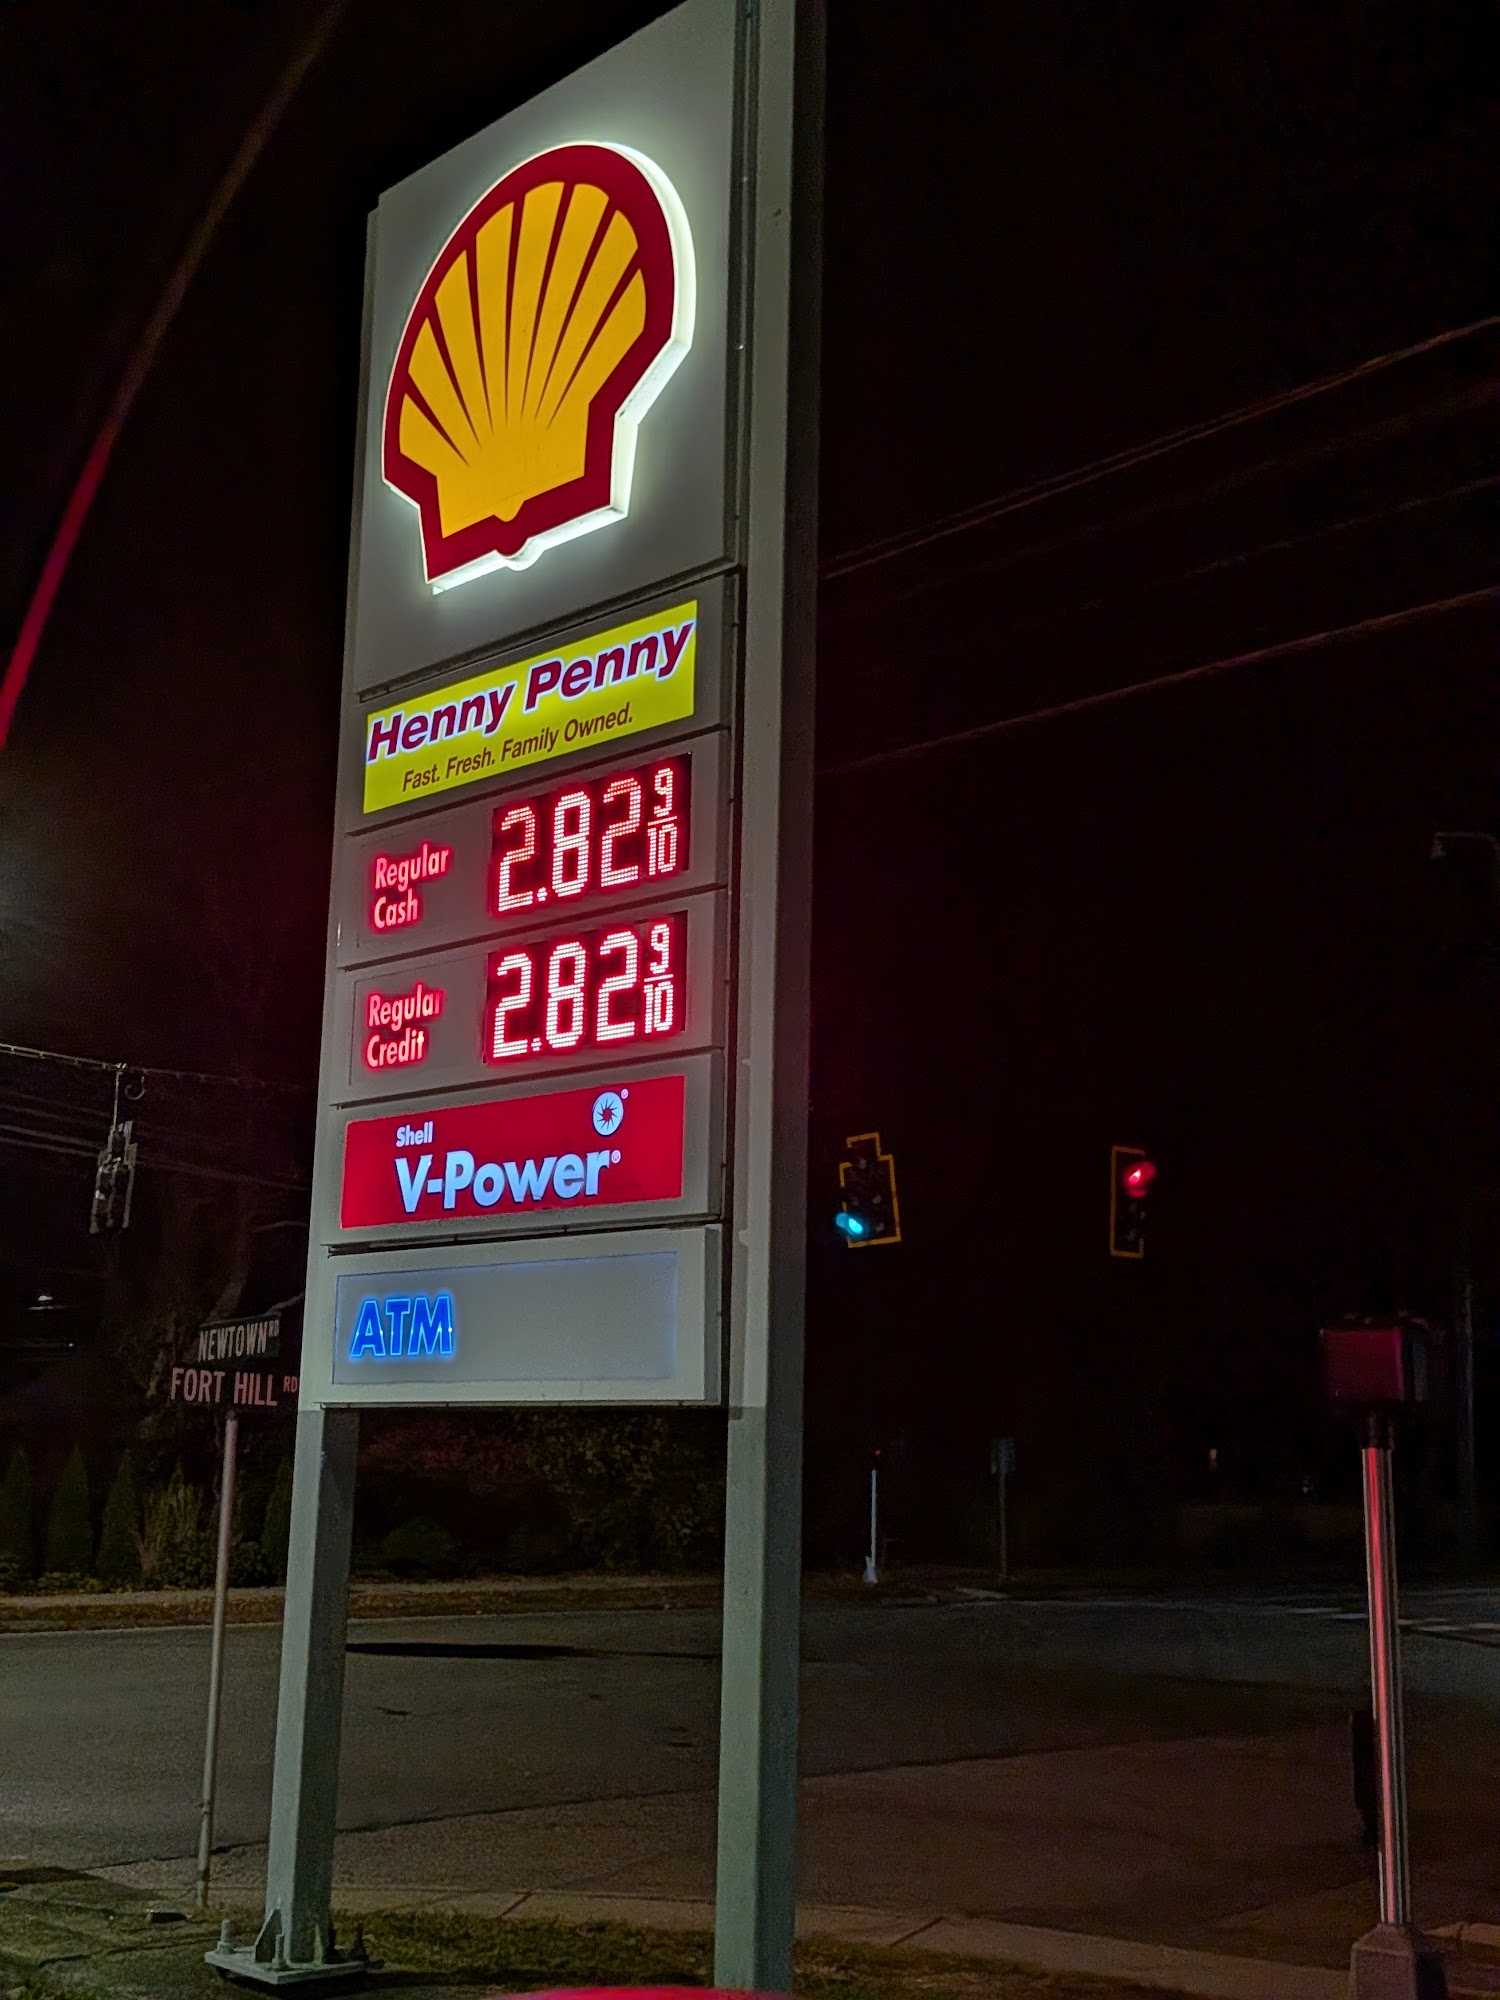 Henny Penny
Fast. Fresh. Family Owned.
Regular
Cash
2.82 9/10
Regular
Credit
2.82 9/10
Shell
V-Power®
ATM
NEWTOWN RD
FORT HILL RD